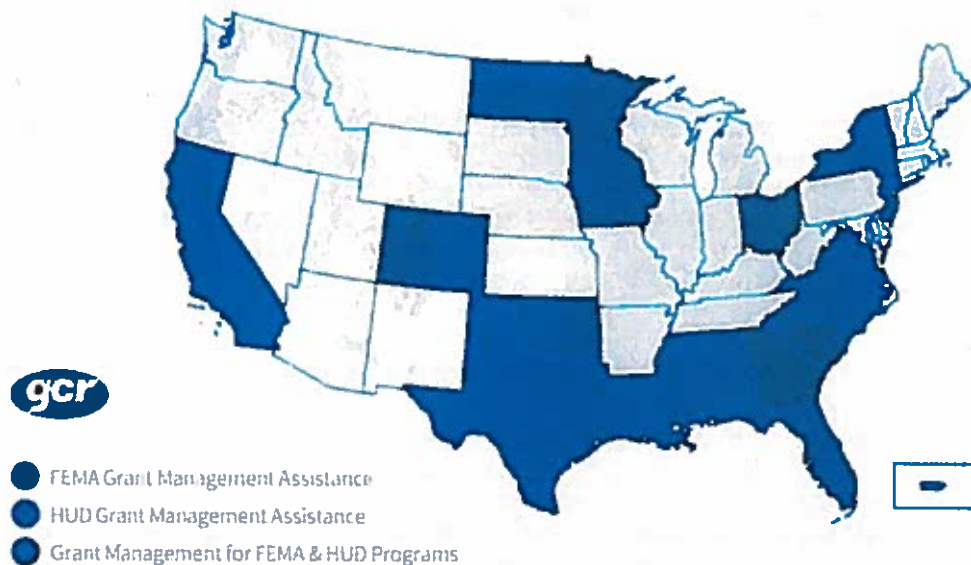 gcr
FEMA Grant Management Assistance
HUD Grant Management Assistance
Grant Management for FEMA & HUD Programs